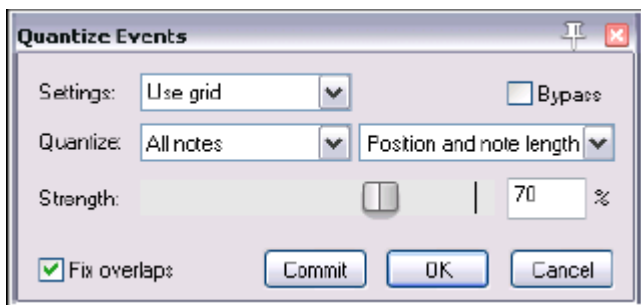 Quantize Events
Settings: Use grid Bypass
Quantize: All notes Position and note length
Strength: 70 %
Fix overlaps Commit OK Cancel